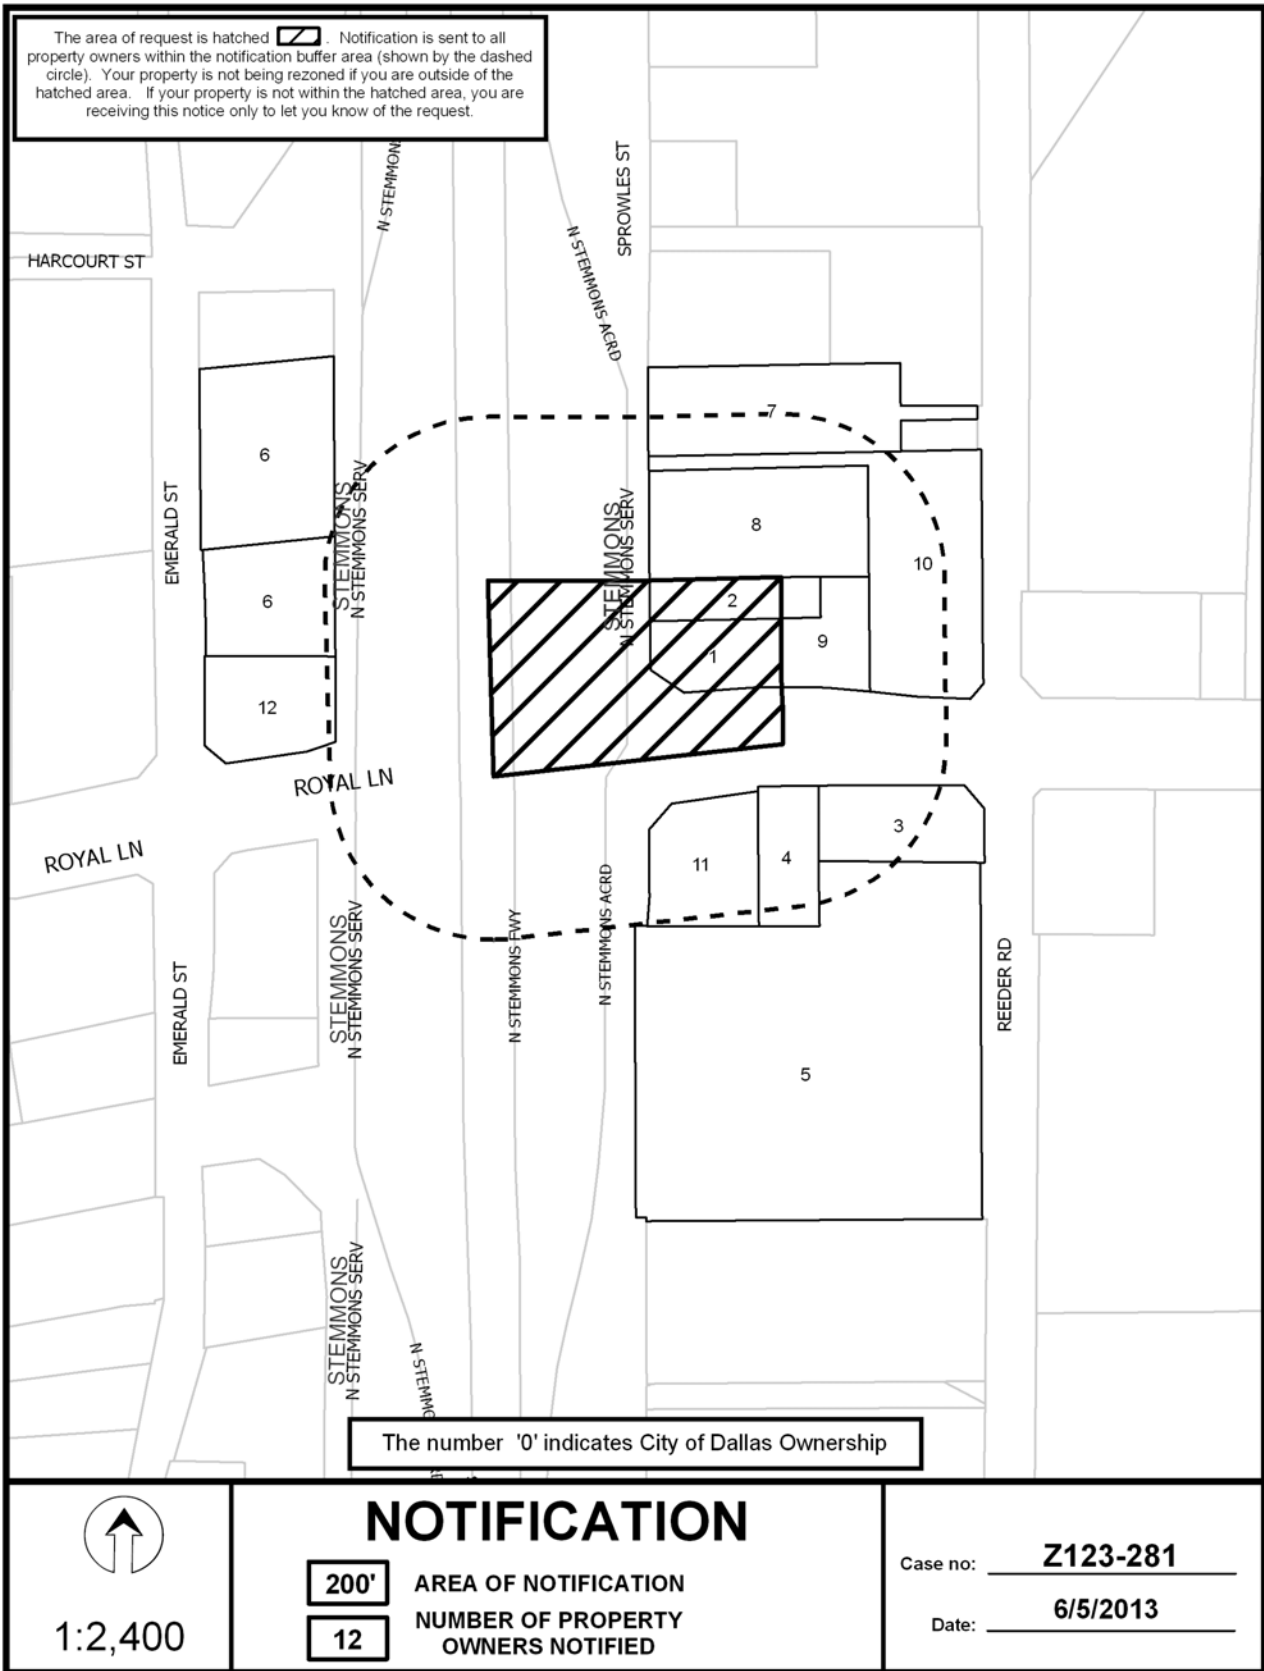 The area of request is hatched . Notification is sent to all
property owners within the notification buffer area (shown by the dashed
circle). Your property is not being rezoned if you are outside of the
hatched area. If your property is not within the hatched area, you are
receiving this notice only to let you know of the request.
N STEMMONS
SPROWLES ST
N STEMMONS ACRD
HARCOURT ST
7
6
EMERALD ST
STEMMONS
N STEMMONS SERV
STEMMONS
N STEMMONS SERV
8
10
6
2
9
1
12
ROYAL LN
ROYAL LN
3
11
4
N STEMMONS ACRD
N STEMMONS FWY
STEMMONS
N STEMMONS SERV
EMERALD ST
REEDER RD
5
STEMMONS
N STEMMONS SERV
The number '0' indicates City of Dallas Ownership
1:2,400
NOTIFICATION
200' AREA OF NOTIFICATION
12 NUMBER OF PROPERTY
OWNERS NOTIFIED
Case no: Z123-281
Date: 6/5/2013